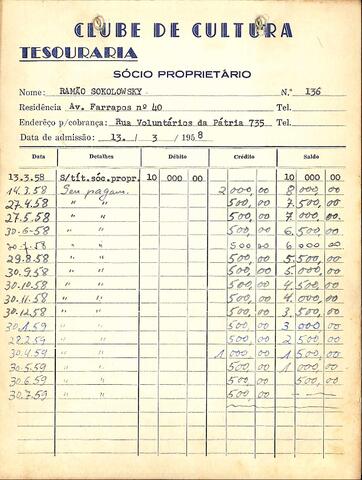 CLUBE DE CULTURA
TESOURARIA
SÓCIO PROPRIETÁRIO
Nome: RAMÃO SOKOLOWSKY N.º 136
Residência Av. Farrapos nº 40 Tel.
Enderêço p/cobrança: Rua Voluntários da Pátria 735 Tel.
Data de admissão: 13. / 3 / 1958
Data Detalhes Débito Crédito Saldo
13.3.58 S/tít.sóc.propr. 10 000 00 10 000 00
14.3.58 Seu pagam. 2 000,00 8 000,00
27.4.58 " " 500,00 7 500,00
27.5.58 " " 500,00 7 000,00
30-6-58 " " 500,00 6.500,00
58 " " 500 00 6 000 00
29.8.58 " " 500,00 5.500,00
30.9.58 " " 500,00 5.000,00
30.10.58 " " 500,00 4.500,00
30.11.58 " " 500,00 4.000,00
30.12.58 " " 500,00 3.500,00
30.1.59 " " 500,00 3 000 00
28.2.59 " " 500,00 2 500,00
30.4.59 " " 1 000,00 1 500,00
30.5.59 " " 500,00 1 000,00
30.6.59 " " 500,00 500,00
30.7.59 " " 500,00